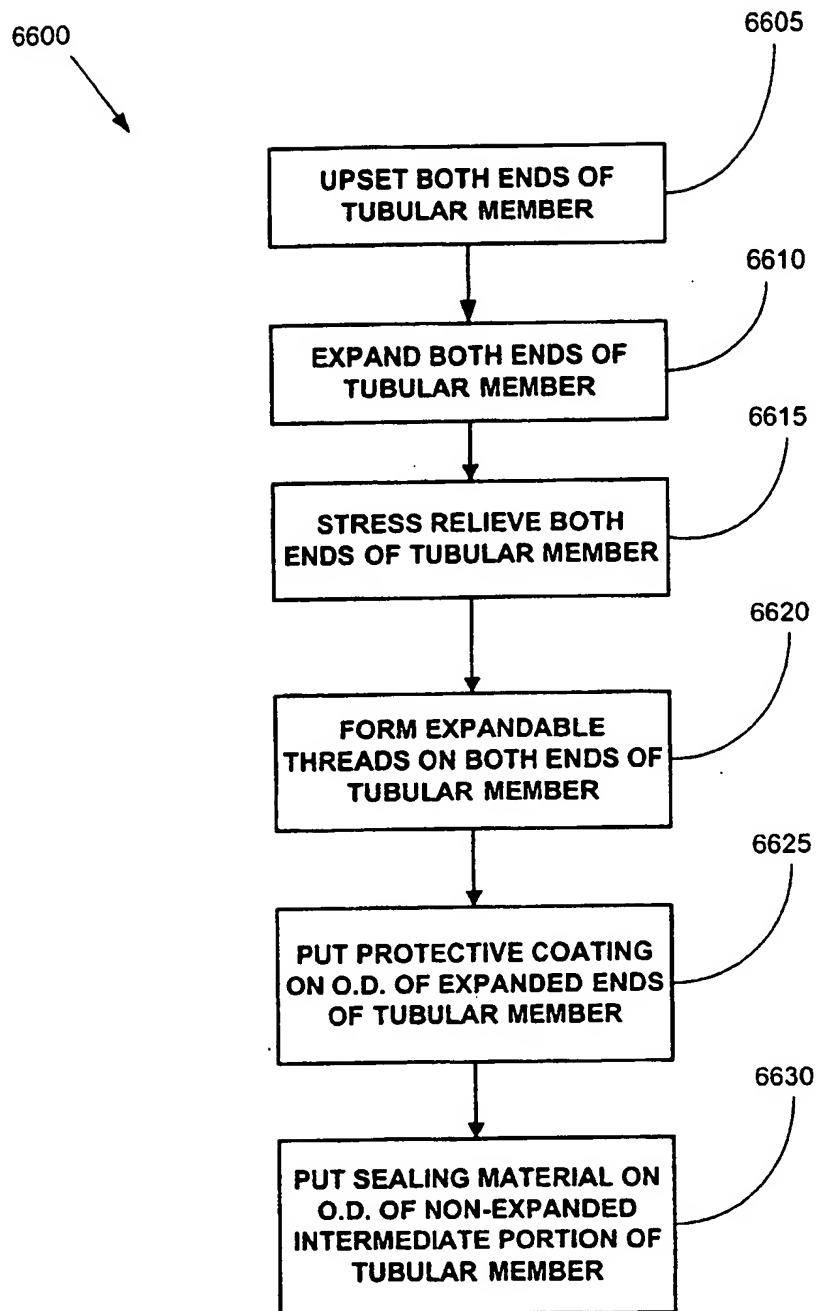 6600
6605
UPSET BOTH ENDS OF
TUBULAR MEMBER
6610
EXPAND BOTH ENDS OF
TUBULAR MEMBER
6615
STRESS RELIEVE BOTH
ENDS OF TUBULAR MEMBER
6620
FORM EXPANDABLE
THREADS ON BOTH ENDS OF
TUBULAR MEMBER
6625
PUT PROTECTIVE COATING
ON O.D. OF EXPANDED ENDS
OF TUBULAR MEMBER
6630
PUT SEALING MATERIAL ON
O.D. OF NON-EXPANDED
INTERMEDIATE PORTION OF
TUBULAR MEMBER